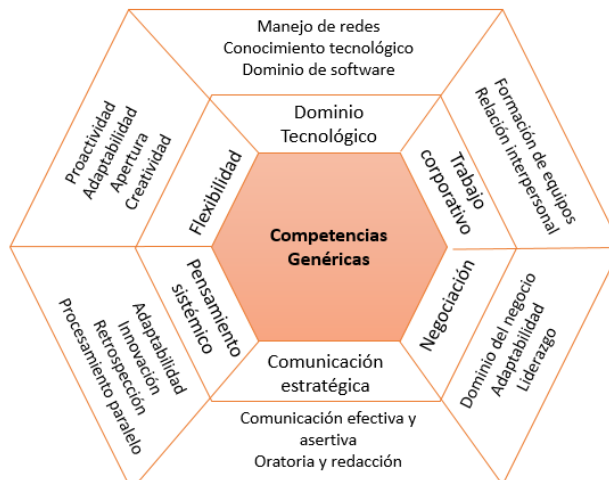 Manejo de redes
Conocimiento tecnológico
Dominio de software
Dominio
Tecnológico
Formación de equipos
Relación interpersonal
Trabajo
corporativo
Dominio del negocio
Adaptabilidad
Liderazgo
Negociación
Comunicación
estratégica
Comunicación efectiva y
asertiva
Oratoria y redacción
Pensamiento
sistémico
Adaptabilidad
Innovación
Retrospección
Procesamiento paralelo
Flexibilidad
Proactividad
Adaptabilidad
Apertura
Creatividad
Competencias
Genéricas